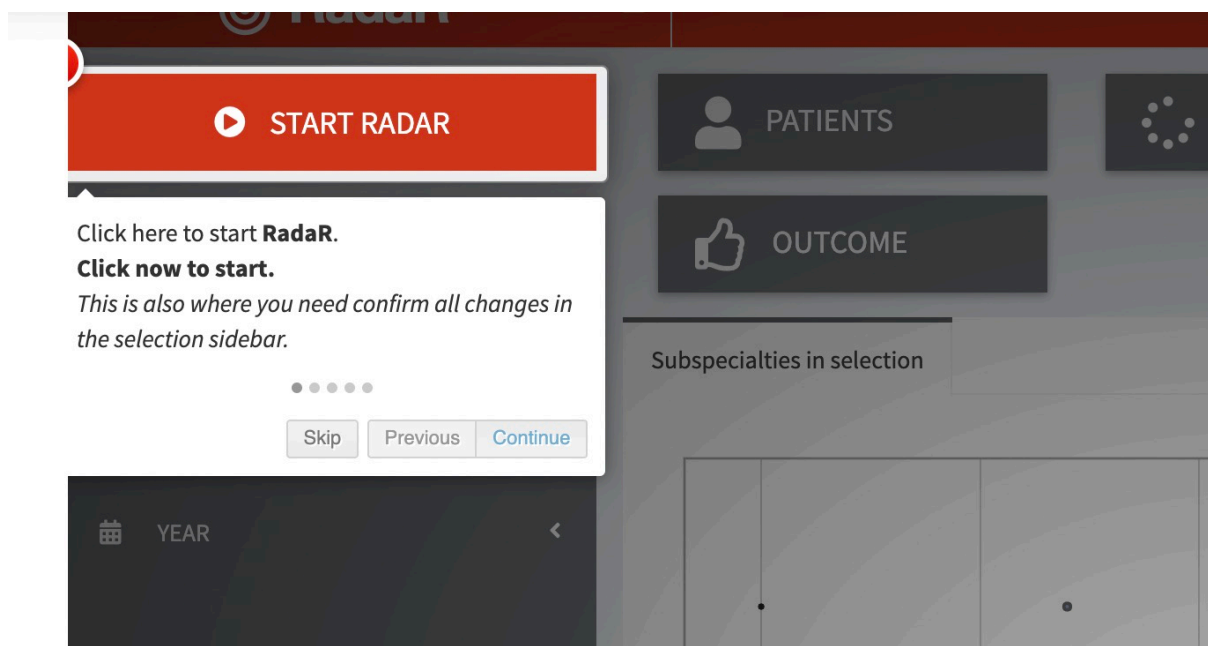 RadaR
START RADAR
PATIENTS
OUTCOME
Click here to start RadaR.
Click now to start.
This is also where you need confirm all changes in
the selection sidebar.
Skip
Previous
Continue
Subspecialties in selection
YEAR